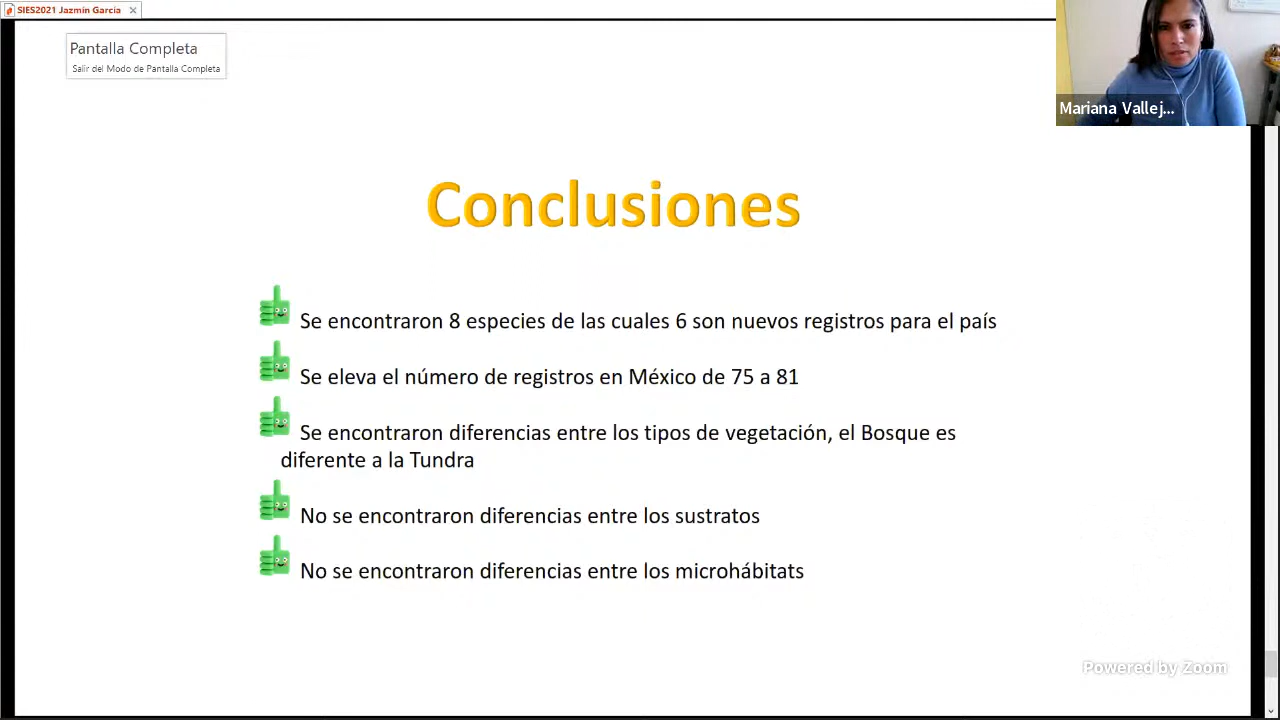 SIES2021 Jazmín García
Pantalla Completa
Salir del Modo de Pantalla Completa
Mariana Vallej...
Conclusiones
Se encontraron 8 especies de las cuales 6 son nuevos registros para el país
Se eleva el número de registros en México de 75 a 81
Se encontraron diferencias entre los tipos de vegetación, el Bosque es
diferente a la Tundra
No se encontraron diferencias entre los sustratos
No se encontraron diferencias entre los microhábitats
Powered by Zoom